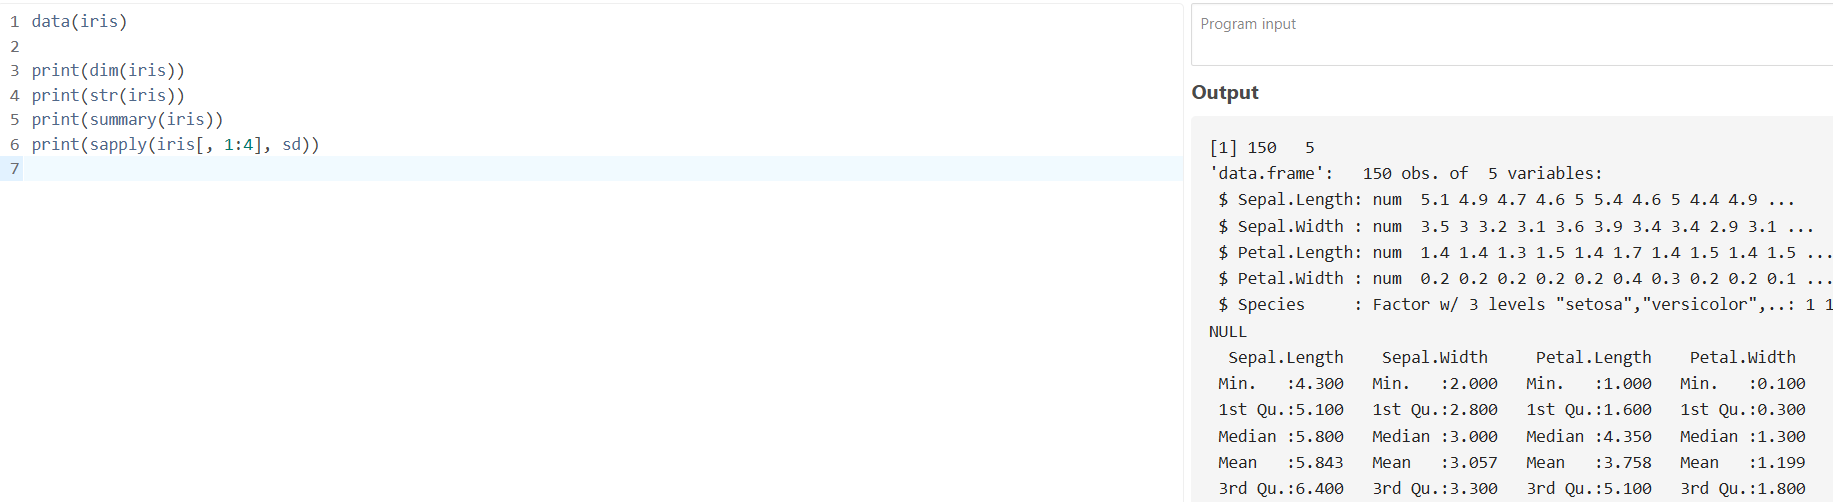 1 data(iris)
2
3 print(dim(iris))
4 print(str(iris))
5 print(summary(iris))
6 print(sapply(iris[, 1:4], sd))
7
Program input
Output
[1] 150   5
'data.frame':   150 obs. of  5 variables:
 $ Sepal.Length: num  5.1 4.9 4.7 4.6 5 5.4 4.6 5 4.4 4.9 ...
 $ Sepal.Width : num  3.5 3 3.2 3.1 3.6 3.9 3.4 3.4 2.9 3.1 ...
 $ Petal.Length: num  1.4 1.4 1.3 1.5 1.4 1.7 1.4 1.5 1.4 1.5 ...
 $ Petal.Width : num  0.2 0.2 0.2 0.2 0.2 0.4 0.3 0.2 0.2 0.1 ...
 $ Species     : Factor w/ 3 levels "setosa","versicolor",..: 1 1
NULL
  Sepal.Length    Sepal.Width     Petal.Length    Petal.Width
 Min.   :4.300   Min.   :2.000   Min.   :1.000   Min.   :0.100
 1st Qu.:5.100   1st Qu.:2.800   1st Qu.:1.600   1st Qu.:0.300
 Median :5.800   Median :3.000   Median :4.350   Median :1.300
 Mean   :5.843   Mean   :3.057   Mean   :3.758   Mean   :1.199
 3rd Qu.:6.400   3rd Qu.:3.300   3rd Qu.:5.100   3rd Qu.:1.800